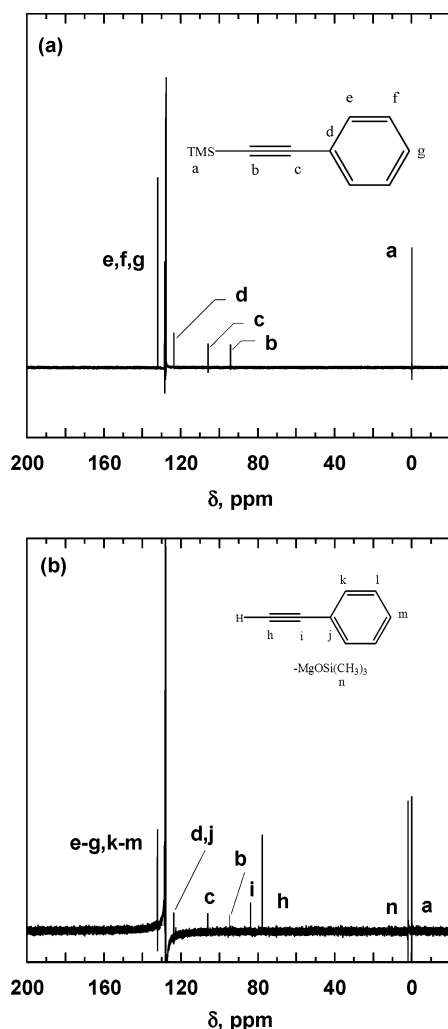 (a)
e
f
d
TMS
g
a
b
c
a
e,f,g
d
c
b
200
160
120
80
40
0
δ, ppm
(b)
k
l
H
m
h
i
j
-MgOSi(CH3)3
n
d,j
e-g,k-m
b
c
i
h
n
a
200
160
120
80
40
0
δ, ppm